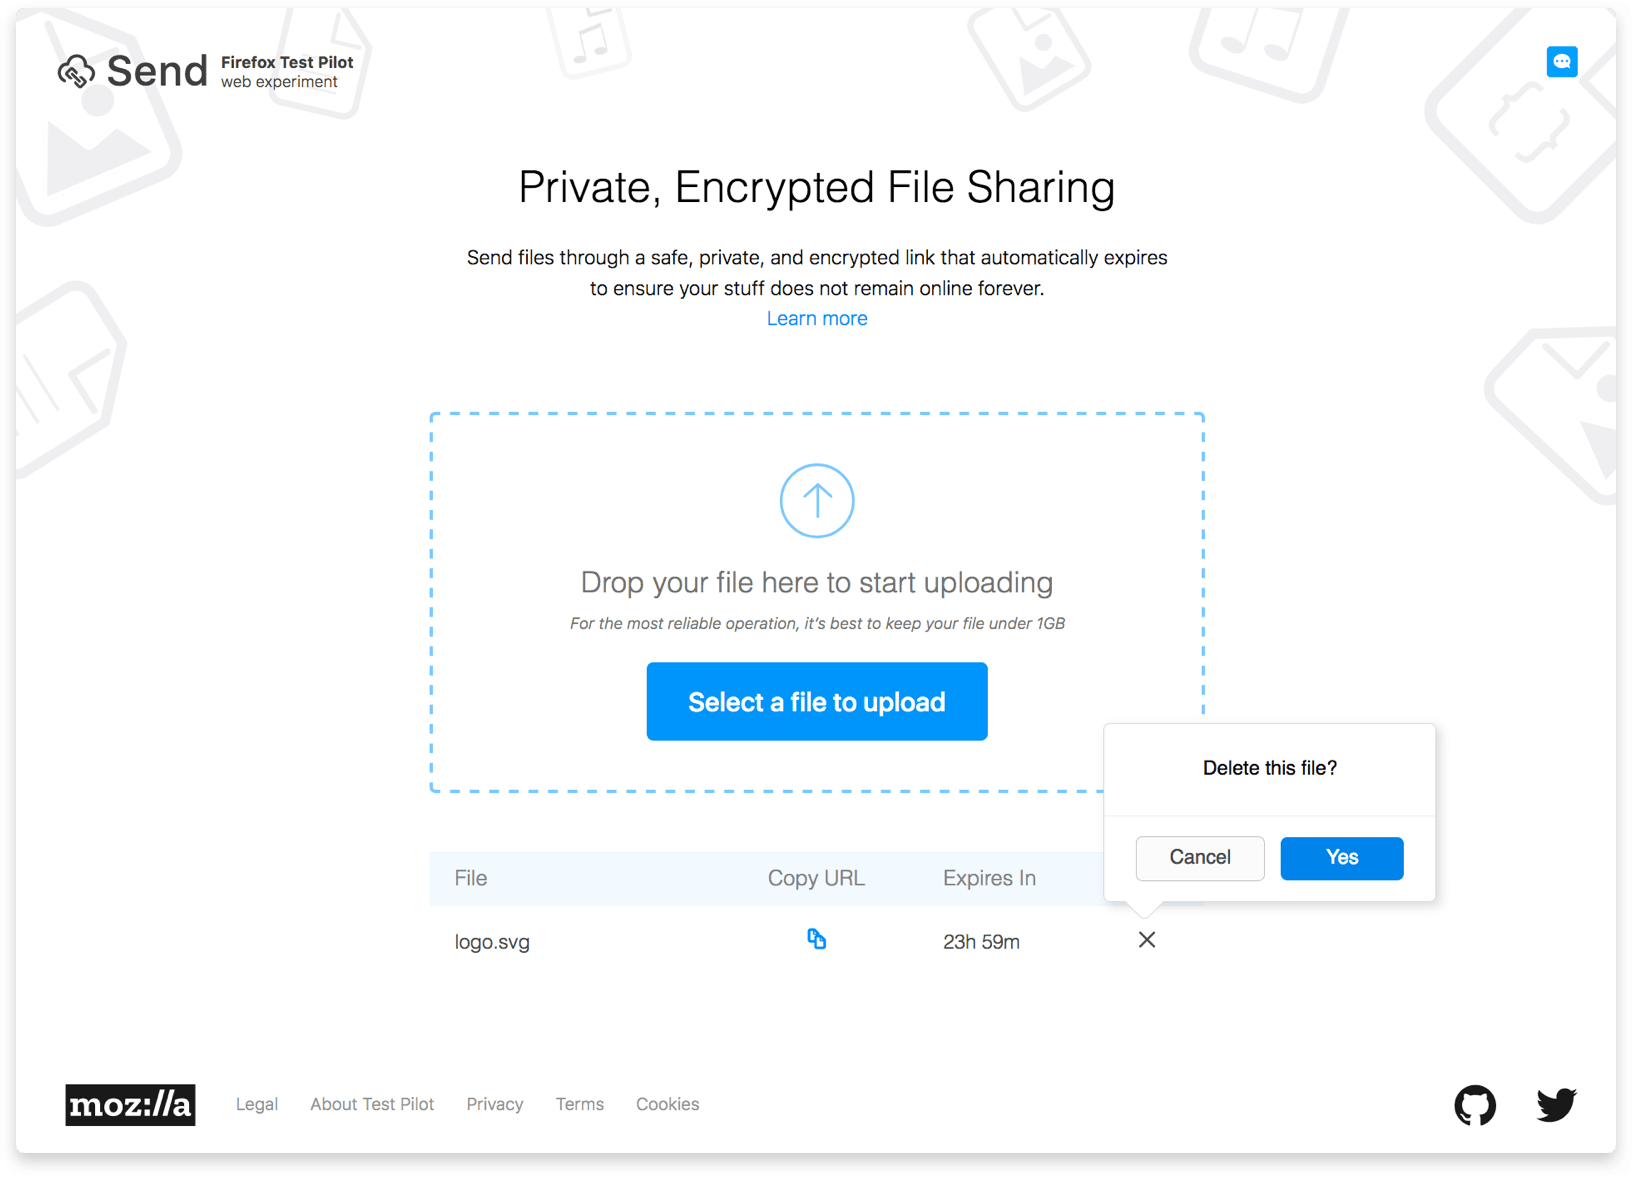 Send
Firefox Test Pilot
web experiment
Private, Encrypted File Sharing
Send files through a safe, private, and encrypted link that automatically expires
to ensure your stuff does not remain online forever.
Learn more
Drop your file here to start uploading
For the most reliable operation, it’s best to keep your file under 1GB
Select a file to upload
Delete this file?
Cancel Yes
File Copy URL Expires In
logo.svg 23h 59m
moz://a Legal About Test Pilot Privacy Terms Cookies